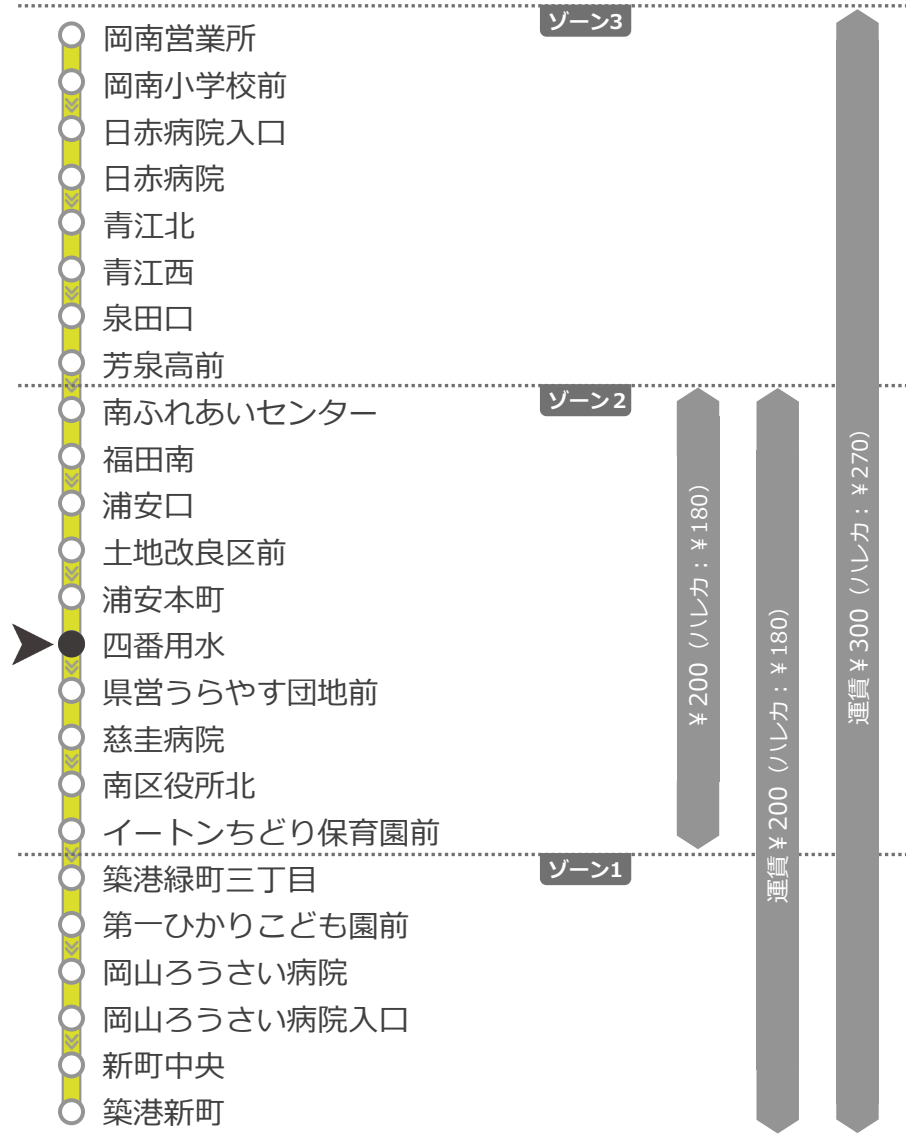 ゾーン3
岡南営業所
岡南小学校前
日赤病院入口
日赤病院
青江北
青江西
泉田口
芳泉高前
ゾーン2
南ふれあいセンター
福田南
浦安口
土地改良区前
浦安本町
四番用水
県営うらやす団地前
慈圭病院
南区役所北
イートンちどり保育園前
ゾーン1
築港緑町三丁目
第一ひかりこども園前
岡山ろうさい病院
岡山ろうさい病院入口
新町中央
築港新町
¥200(ハレカ:¥180)
運賃¥200(ハレカ:¥180)
運賃¥300(ハレカ:¥270)